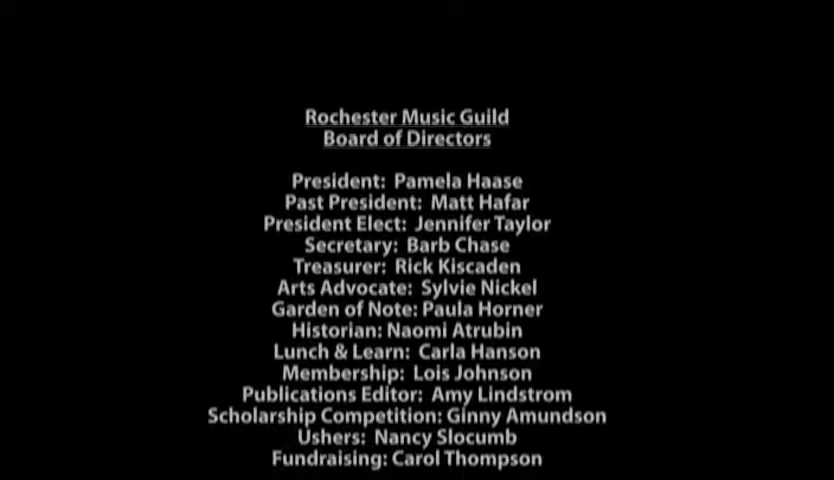 Rochester Music Guild
Board of Directors
President: Pamela Haase
Past President: Matt Hafar
President Elect: Jennifer Taylor
Secretary: Barb Chase
Treasurer: Rick Kiscaden
Arts Advocate: Sylvie Nickel
Garden of Note: Paula Horner
Historian: Naomi Atrubin
Lunch & Learn: Carla Hanson
Membership: Lois Johnson
Publications Editor: Amy Lindstrom
Scholarship Competition: Ginny Amundson
Ushers: Nancy Slocumb
Fundraising: Carol Thompson